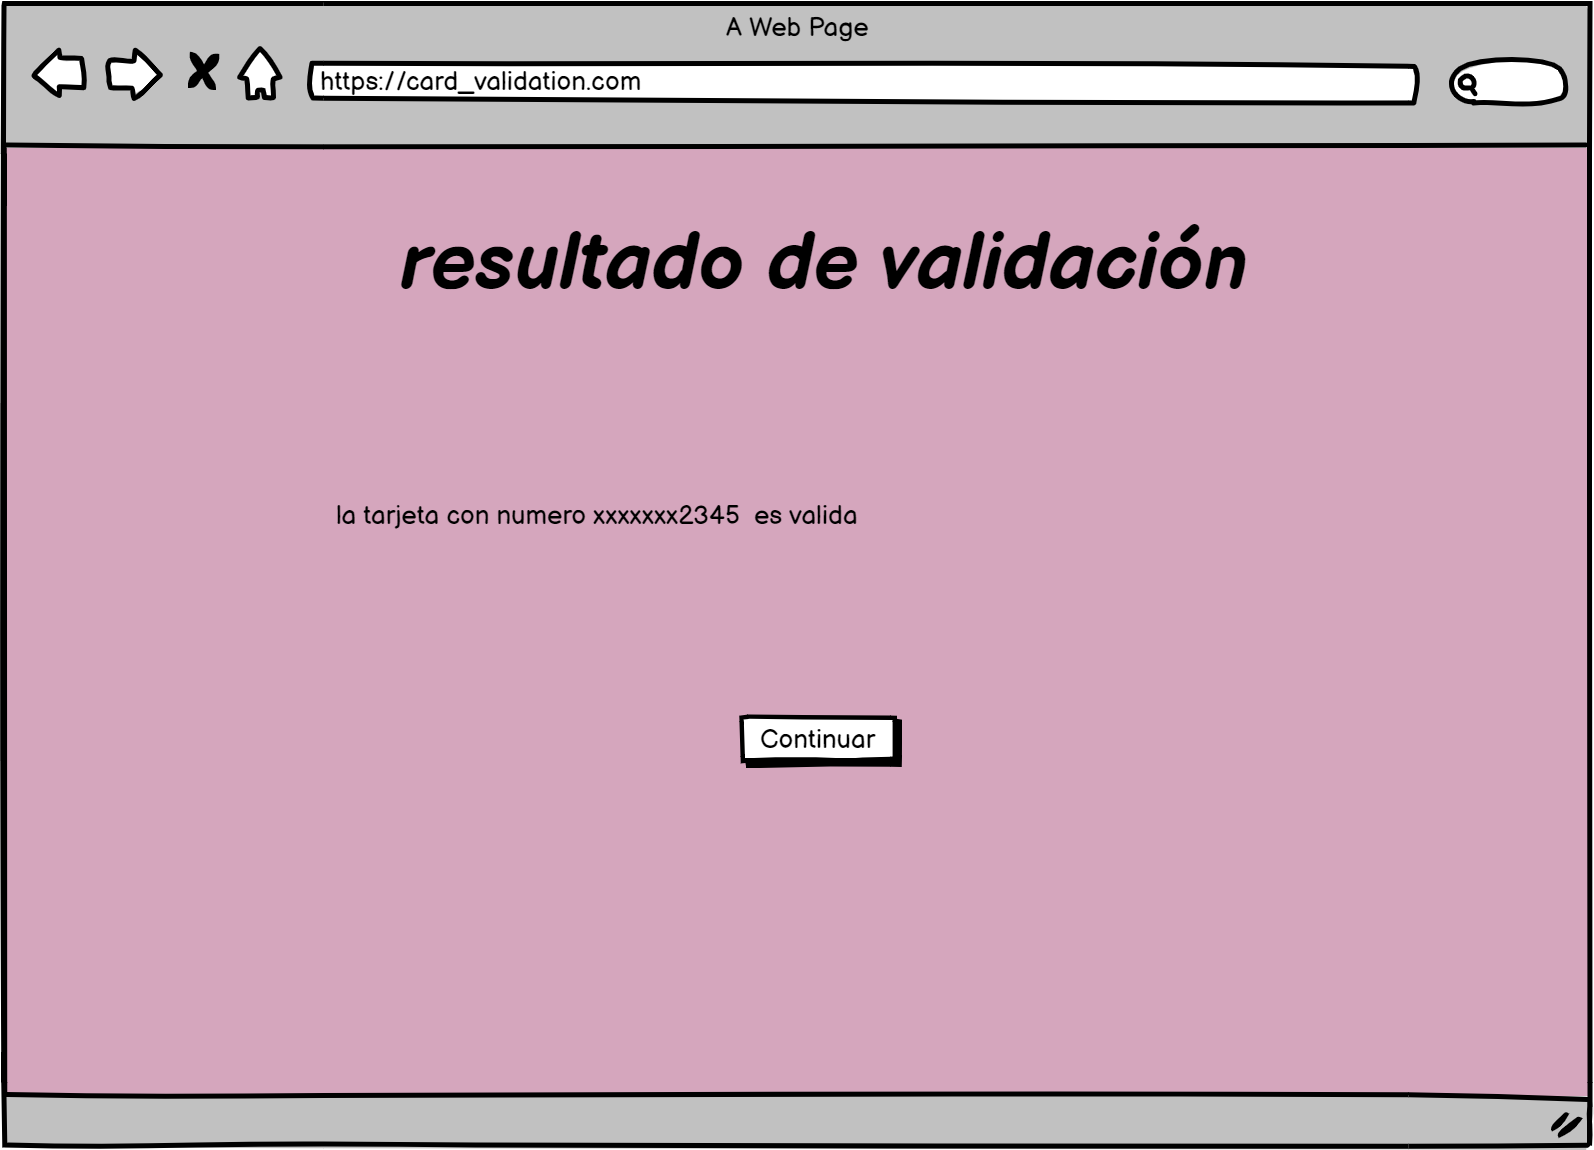 A Web Page
https://card_validation.com
resultado de validación
la tarjeta con numero xxxxxxx2345  es valida
Continuar